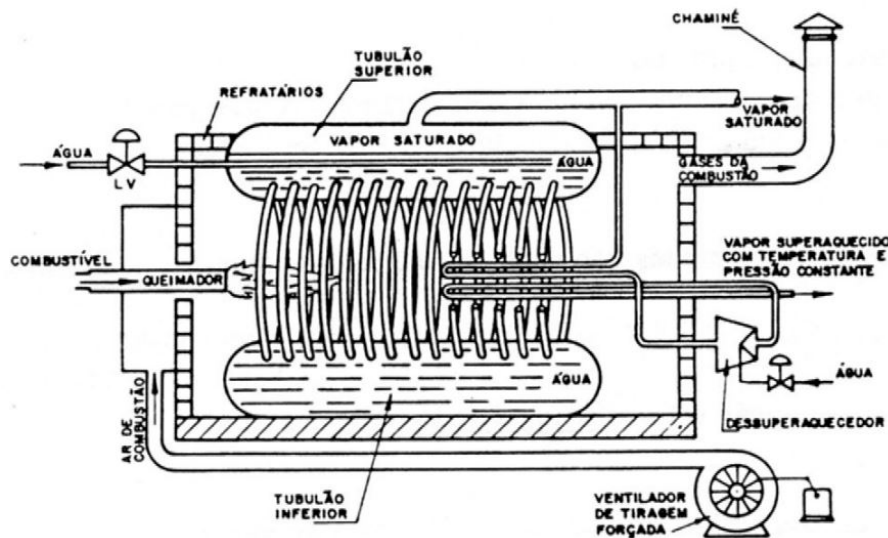 CHAMINÉ
TUBULÃO
SUPERIOR
REFRATÁRIOS
VAPOR SATURADO
VAPOR
SATURADO
ÁGUA
ÁGUA
L V
GASES DA
COMBUSTÃO
COMBUSTÍVEL
QUEIMADOR
VAPOR SUPERAQUECIDO
COM TEMPERATURA E
PRESSÃO CONSTANTE
ÁGUA
ÁGUA
AR DE
COMBUSTÃO
DESSUPERAQUECEDOR
TUBULÃO
INFERIOR
VENTILADOR
DE TIRAGEM
FORÇADA